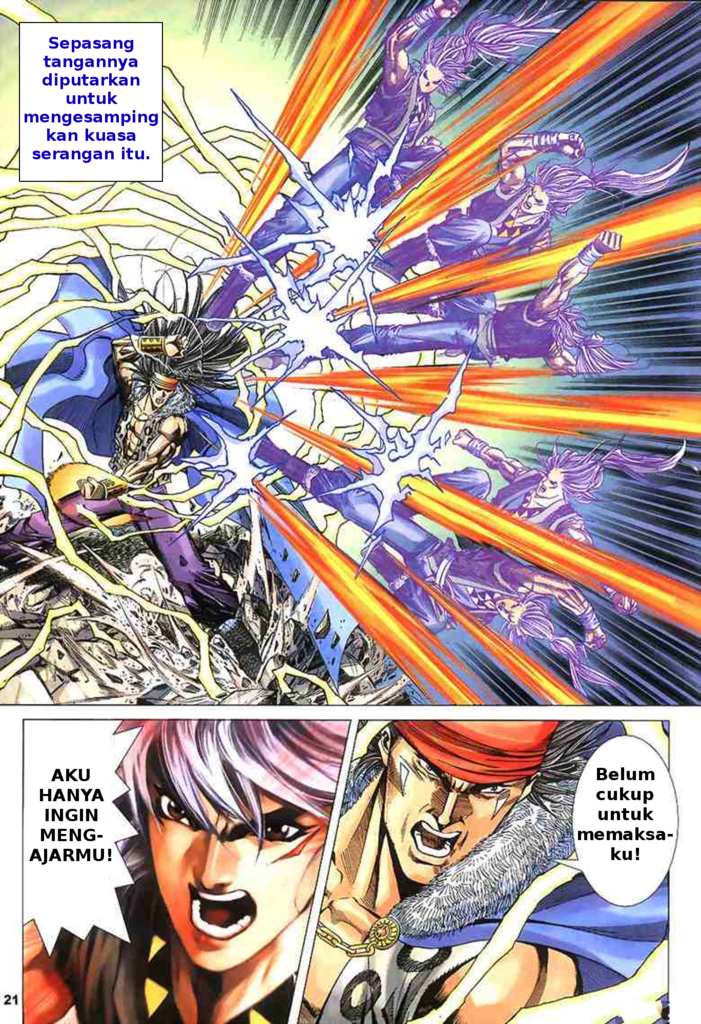 Sepasang
tangannya
diputarkan
untuk
mengesamping
kan kuasa
serangan itu.
AKU
HANYA
INGIN
MENG-
AJARMU!
Belum
cukup
untuk
memaksa-
ku!
21